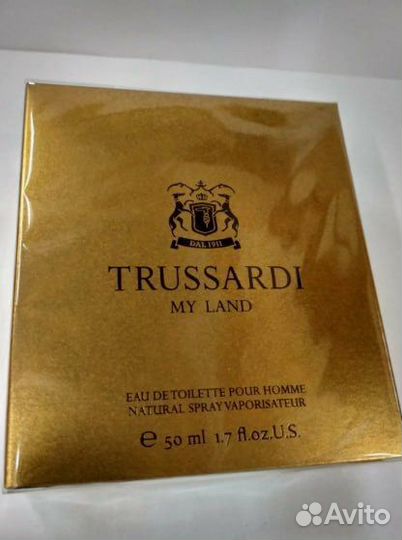 DAL 1911
TRUSSARDI
MY LAND
EAU DE TOILETTE POUR HOMME
NATURAL SPRAY VAPORISATEUR
e 50 ml 1.7 fl.oz.U.S.
Avito